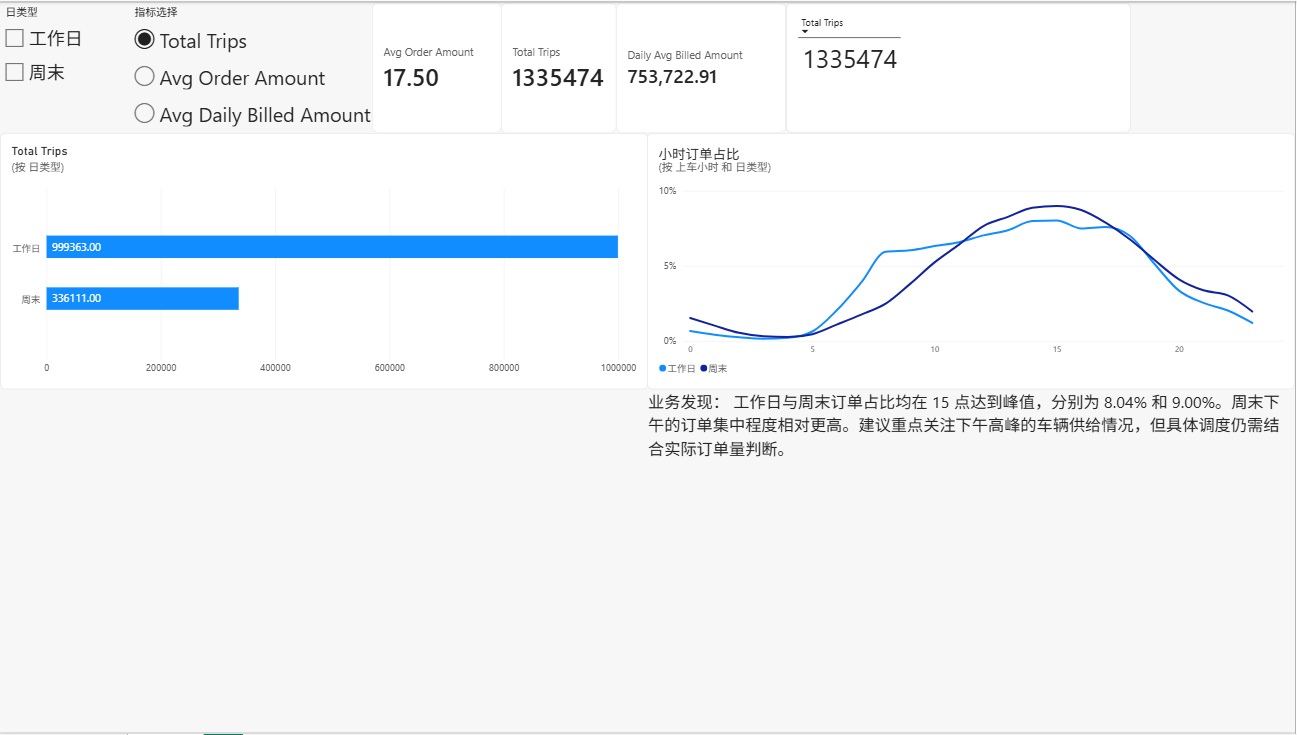 日类型
工作日
周末
指标选择
Total Trips
Avg Order Amount
Avg Daily Billed Amount
Avg Order Amount
17.50
Total Trips
1335474
Daily Avg Billed Amount
753,722.91
Total Trips
1335474
Total Trips
(按 日类型)
工作日
999363.00
周末
336111.00
0 200000 400000 600000 800000 1000000
小时订单占比
(按 上车小时 和 日类型)
10%
5%
0%
0 5 10 15 20
工作日 周末
业务发现： 工作日与周末订单占比均在 15 点达到峰值，分别为 8.04% 和 9.00%。周末下
午的订单集中程度相对更高。建议重点关注下午高峰的车辆供给情况，但具体调度仍需结
合实际订单量判断。